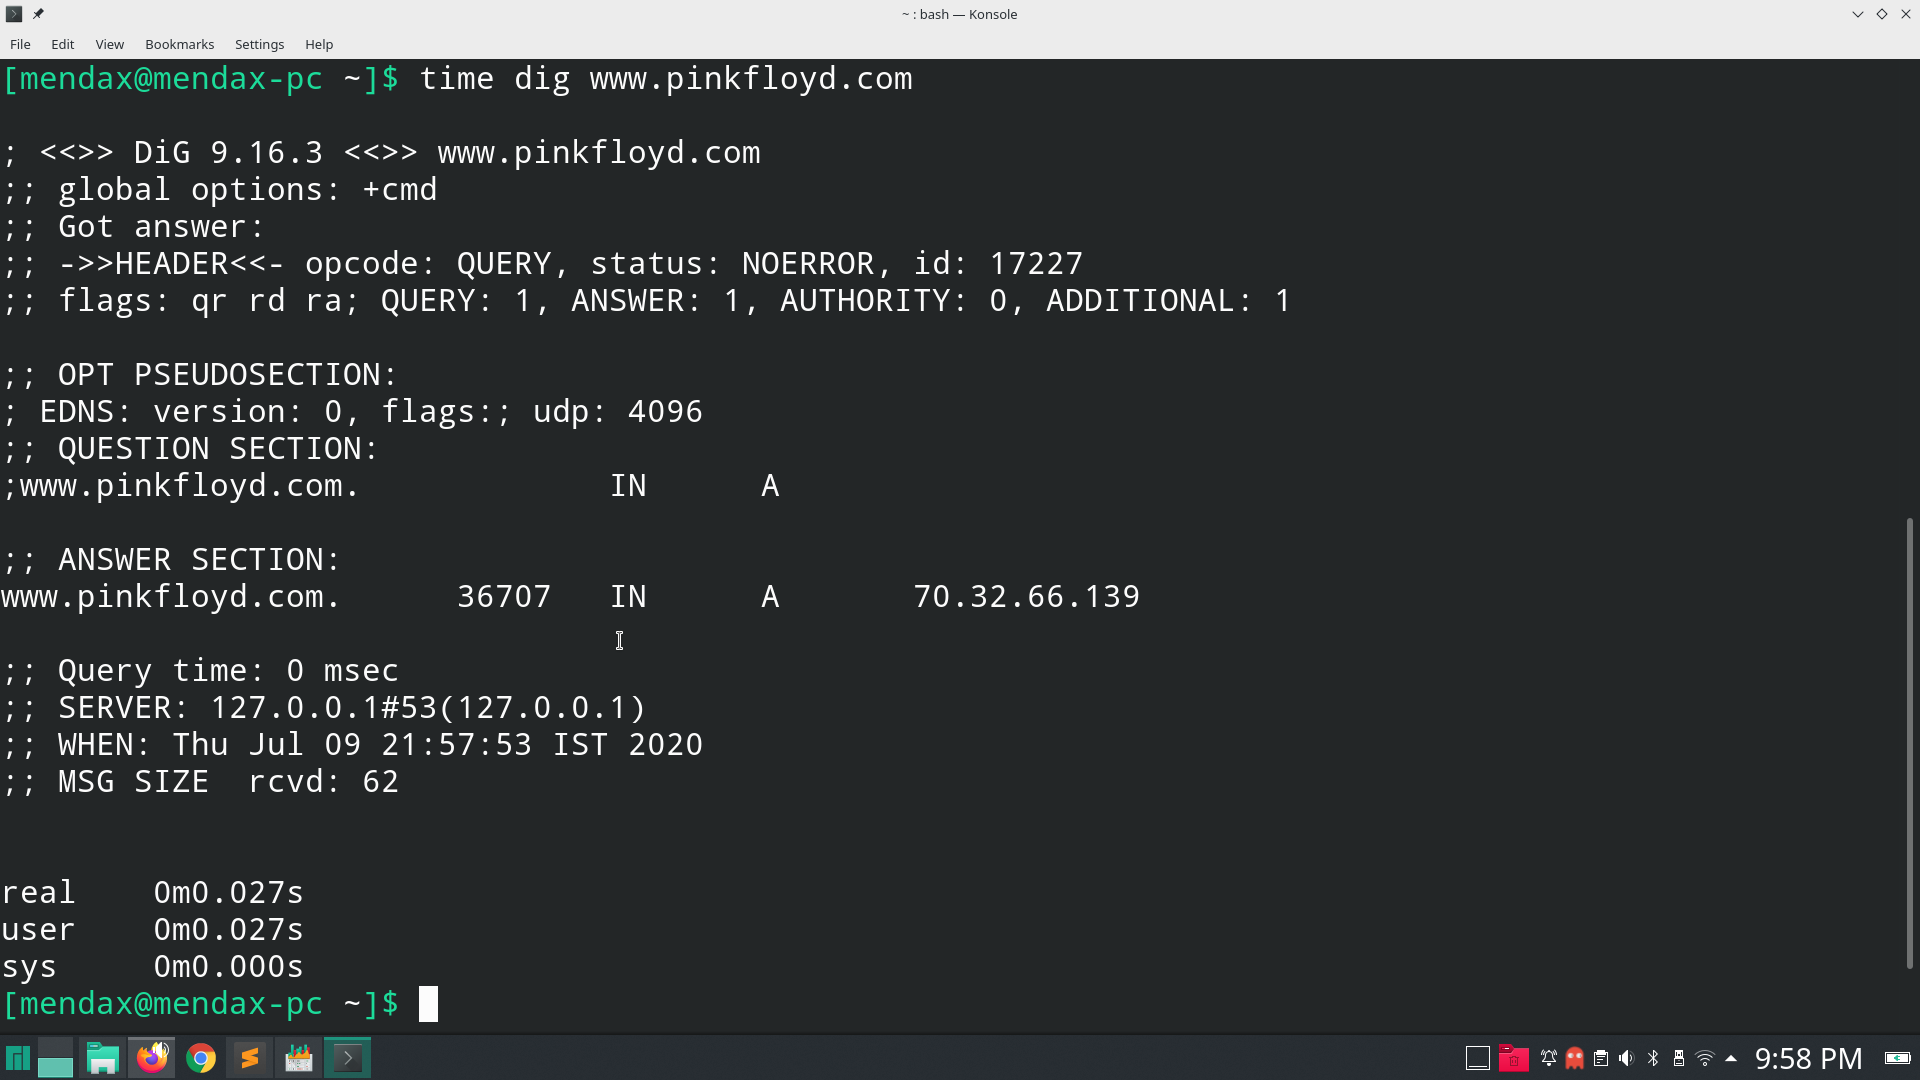 ~ : bash — Konsole
File Edit View Bookmarks Settings Help
[mendax@mendax-pc ~]$ time dig www.pinkfloyd.com
; <<>> DiG 9.16.3 <<>> www.pinkfloyd.com
;; global options: +cmd
;; Got answer:
;; ->>HEADER<<- opcode: QUERY, status: NOERROR, id: 17227
;; flags: qr rd ra; QUERY: 1, ANSWER: 1, AUTHORITY: 0, ADDITIONAL: 1
;; OPT PSEUDOSECTION:
; EDNS: version: 0, flags:; udp: 4096
;; QUESTION SECTION:
;www.pinkfloyd.com. IN A
;; ANSWER SECTION:
www.pinkfloyd.com. 36707 IN A 70.32.66.139
;; Query time: 0 msec
;; SERVER: 127.0.0.1#53(127.0.0.1)
;; WHEN: Thu Jul 09 21:57:53 IST 2020
;; MSG SIZE  rcvd: 62
real 0m0.027s
user 0m0.027s
sys 0m0.000s
[mendax@mendax-pc ~]$
9:58 PM